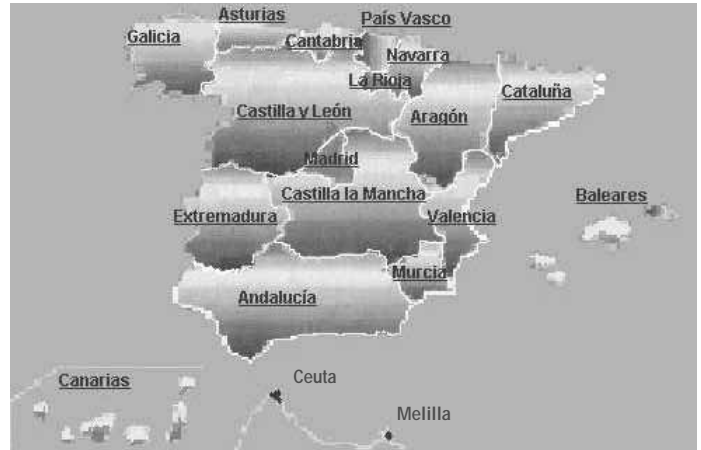 Asturias
País Vasco
Galicia
Cantabria
Navarra
La Rioja
Cataluña
Castilla y León
Aragón
Madrid
Castilla la Mancha
Baleares
Extremadura
Valencia
Murcia
Andalucía
Canarias
Ceuta
Melilla